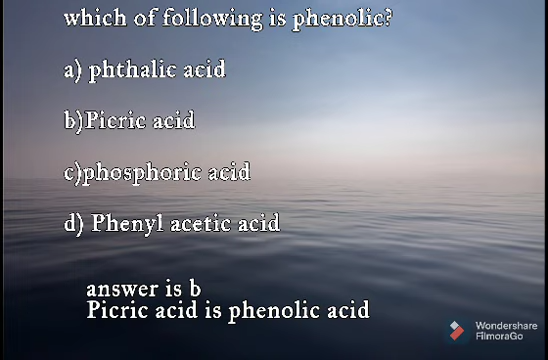 which of following is phenolic?
a) phthalic acid
b)Picric acid
c)phosphoric acid
d) Phenyl acetic acid
answer is b
Picric acid is phenolic acid
Wondershare
FilmoraGo